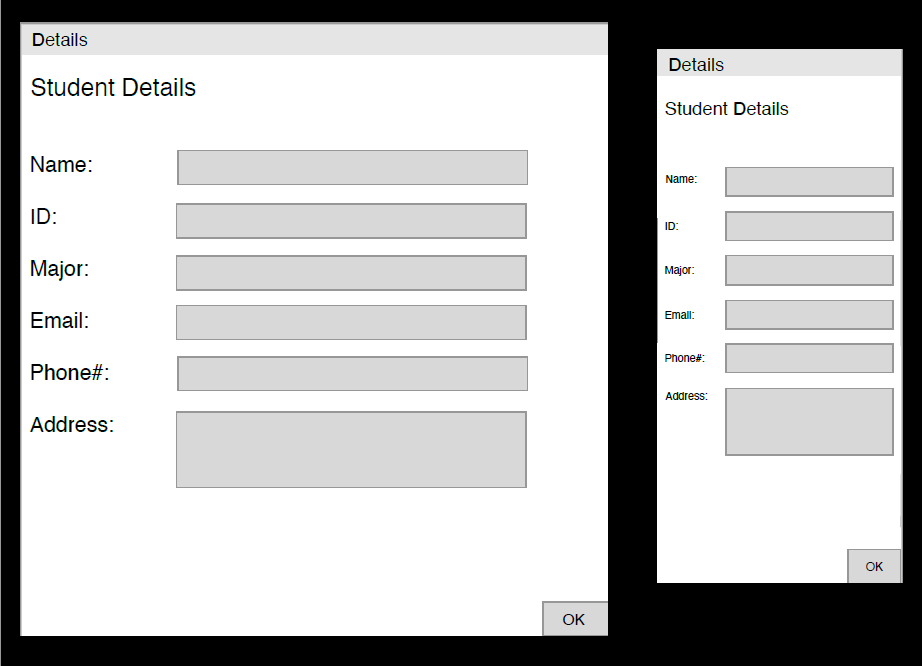 Details
Student Details
Name:
ID:
Major:
Email:
Phone#:
Address:
OK
Details
Student Details
Name:
ID:
Major:
Email:
Phone#:
Address:
OK